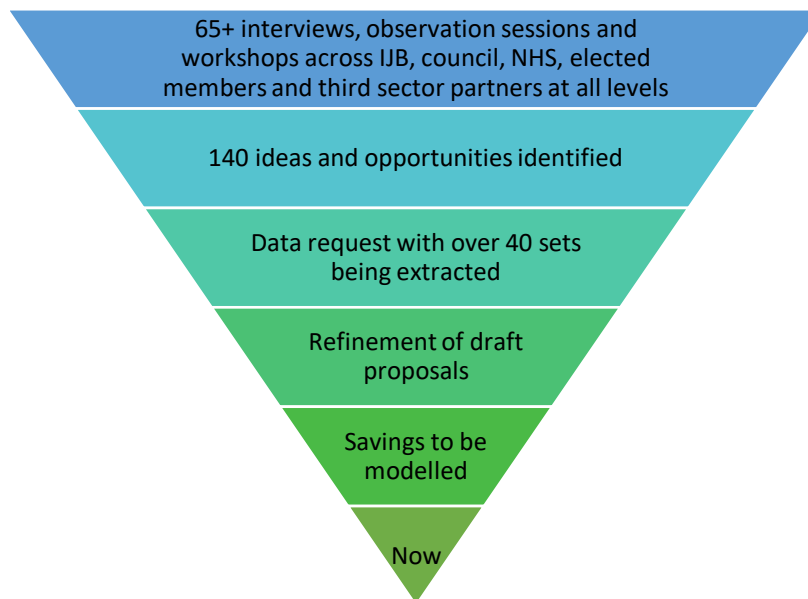 65+ interviews, observation sessions and
workshops across IJB, council, NHS, elected
members and third sector partners at all levels
140 ideas and opportunities identified
Data request with over 40 sets
being extracted
Refinement of draft
proposals
Savings to be
modelled
Now